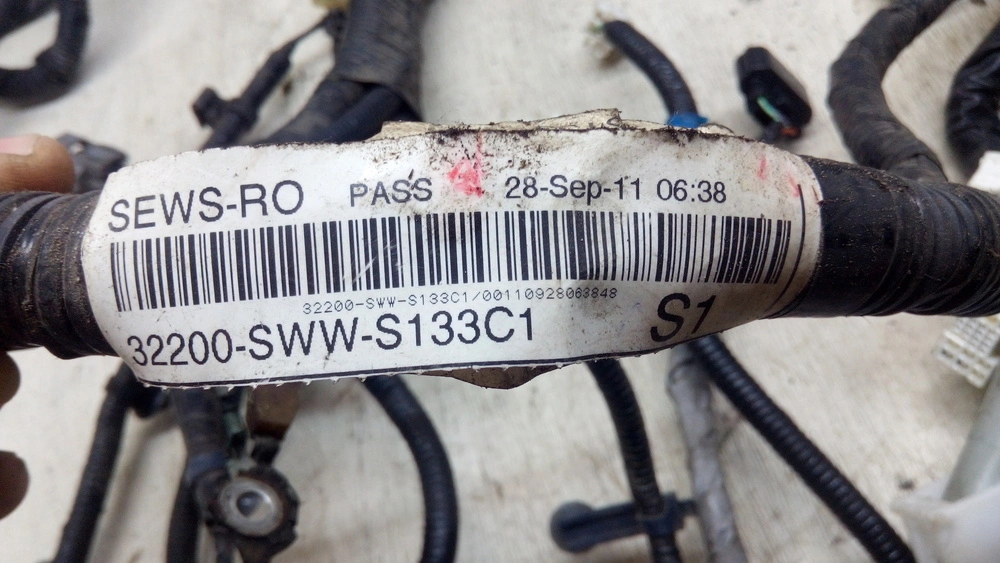 SEWS-RO PASS 28-Sep-11 06:38
32200-SWW-S133C1/00110928063848
32200-SWW-S133C1 S1